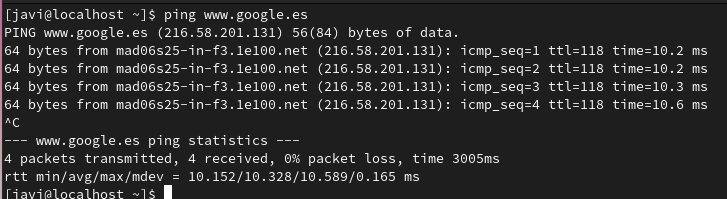 [javi@localhost ~]$ ping www.google.es
PING www.google.es (216.58.201.131) 56(84) bytes of data.
64 bytes from mad06s25-in-f3.1e100.net (216.58.201.131): icmp_seq=1 ttl=118 time=10.2 ms
64 bytes from mad06s25-in-f3.1e100.net (216.58.201.131): icmp_seq=2 ttl=118 time=10.2 ms
64 bytes from mad06s25-in-f3.1e100.net (216.58.201.131): icmp_seq=3 ttl=118 time=10.3 ms
64 bytes from mad06s25-in-f3.1e100.net (216.58.201.131): icmp_seq=4 ttl=118 time=10.6 ms
^C
--- www.google.es ping statistics ---
4 packets transmitted, 4 received, 0% packet loss, time 3005ms
rtt min/avg/max/mdev = 10.152/10.328/10.589/0.165 ms
[javi@localhost ~]$